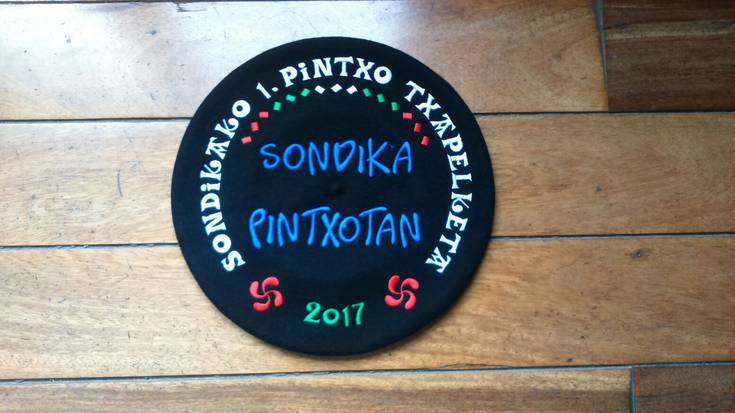 SONDIKAKO 1. PINTXO TXAPELKETA
SONDIKA
PINTXOTAN
2017